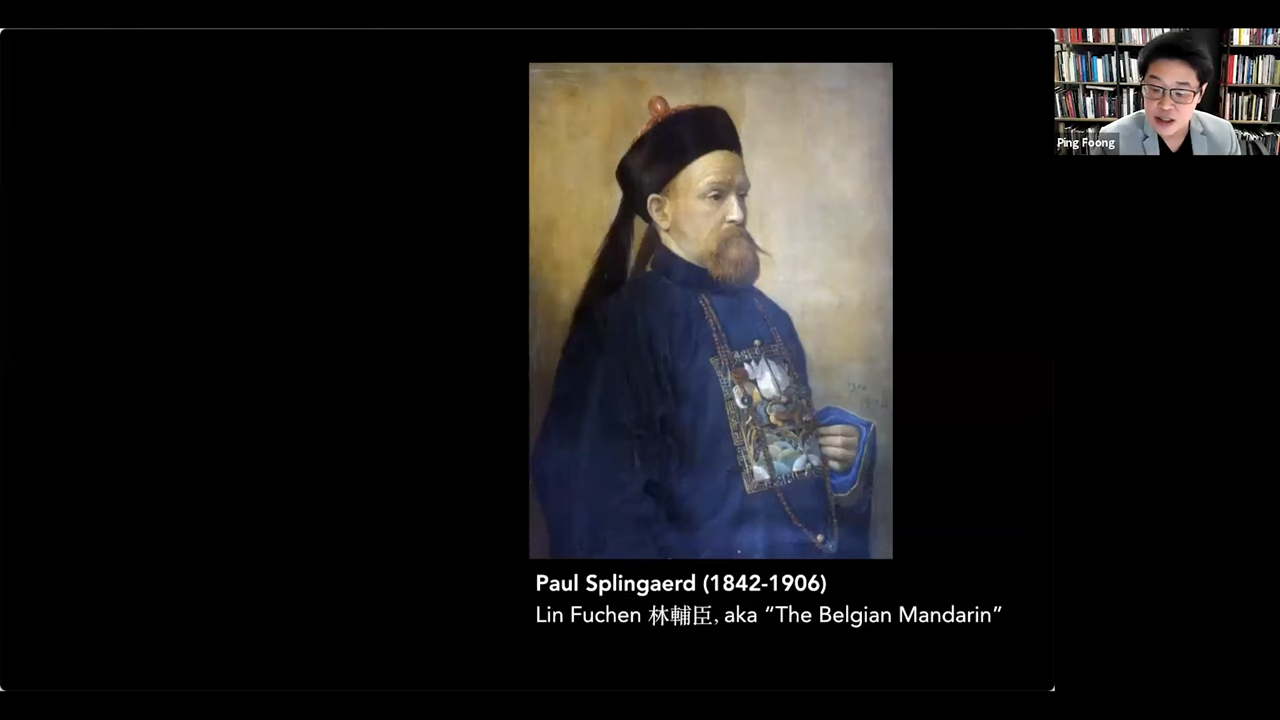 Ping Foong
Paul Splingaerd (1842-1906)
Lin Fuchen 林輔臣, aka “The Belgian Mandarin”